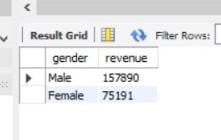 Result Grid Filter Rows:
gender revenue
Male 157890
Female 75191